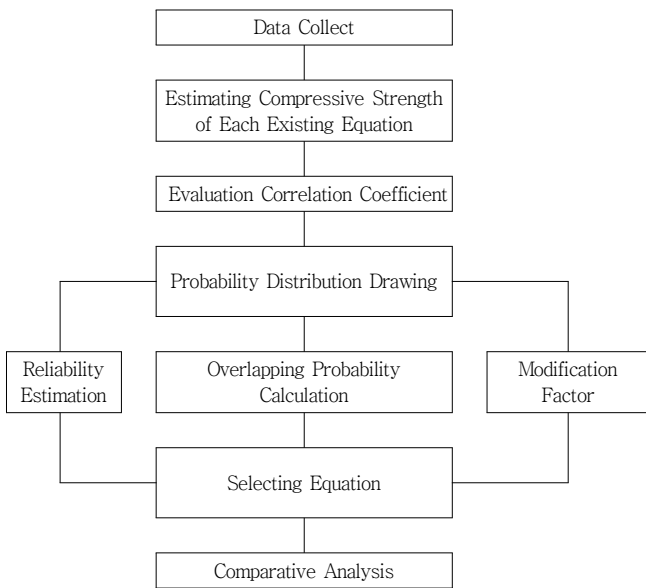 Data Collect
Estimating Compressive Strength
of Each Existing Equation
Evaluation Correlation Coefficient
Probability Distribution Drawing
Reliability
Estimation
Overlapping Probability
Calculation
Modification
Factor
Selecting Equation
Comparative Analysis